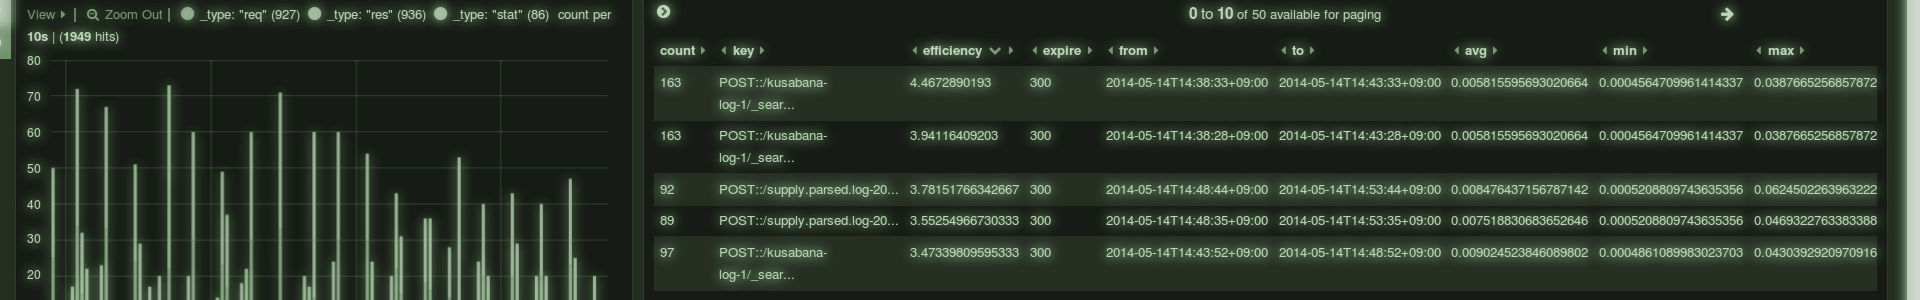 View | Zoom Out | _type: "req" (927) _type: "res" (936) _type: "stat" (86) count per
10s | (1949 hits)
80
70
60
50
40
30
20
0 to 10 of 50 available for paging
count key efficiency expire from to avg min max
163 POST::/kusabana- 4.4672890193 300 2014-05-14T14:38:33+09:00 2014-05-14T14:43:33+09:00 0.005815595693020664 0.0004564709961414337 0.0387665256857872
log-1/_sear...
163 POST::/kusabana- 3.94116409203 300 2014-05-14T14:38:28+09:00 2014-05-14T14:43:28+09:00 0.005815595693020664 0.0004564709961414337 0.0387665256857872
log-1/_sear...
92 POST::/supply.parsed.log-20... 3.78151766342667 300 2014-05-14T14:48:44+09:00 2014-05-14T14:53:44+09:00 0.008476437156787142 0.0005208809743635356 0.0624502263963222
89 POST::/supply.parsed.log-20... 3.55254966730333 300 2014-05-14T14:48:35+09:00 2014-05-14T14:53:35+09:00 0.007518830683652646 0.0005208809743635356 0.0469322763383388
97 POST::/kusabana- 3.47339809595333 300 2014-05-14T14:43:52+09:00 2014-05-14T14:48:52+09:00 0.009024523846089802 0.0004861089983023703 0.0430392920970916
log-1/_sear...